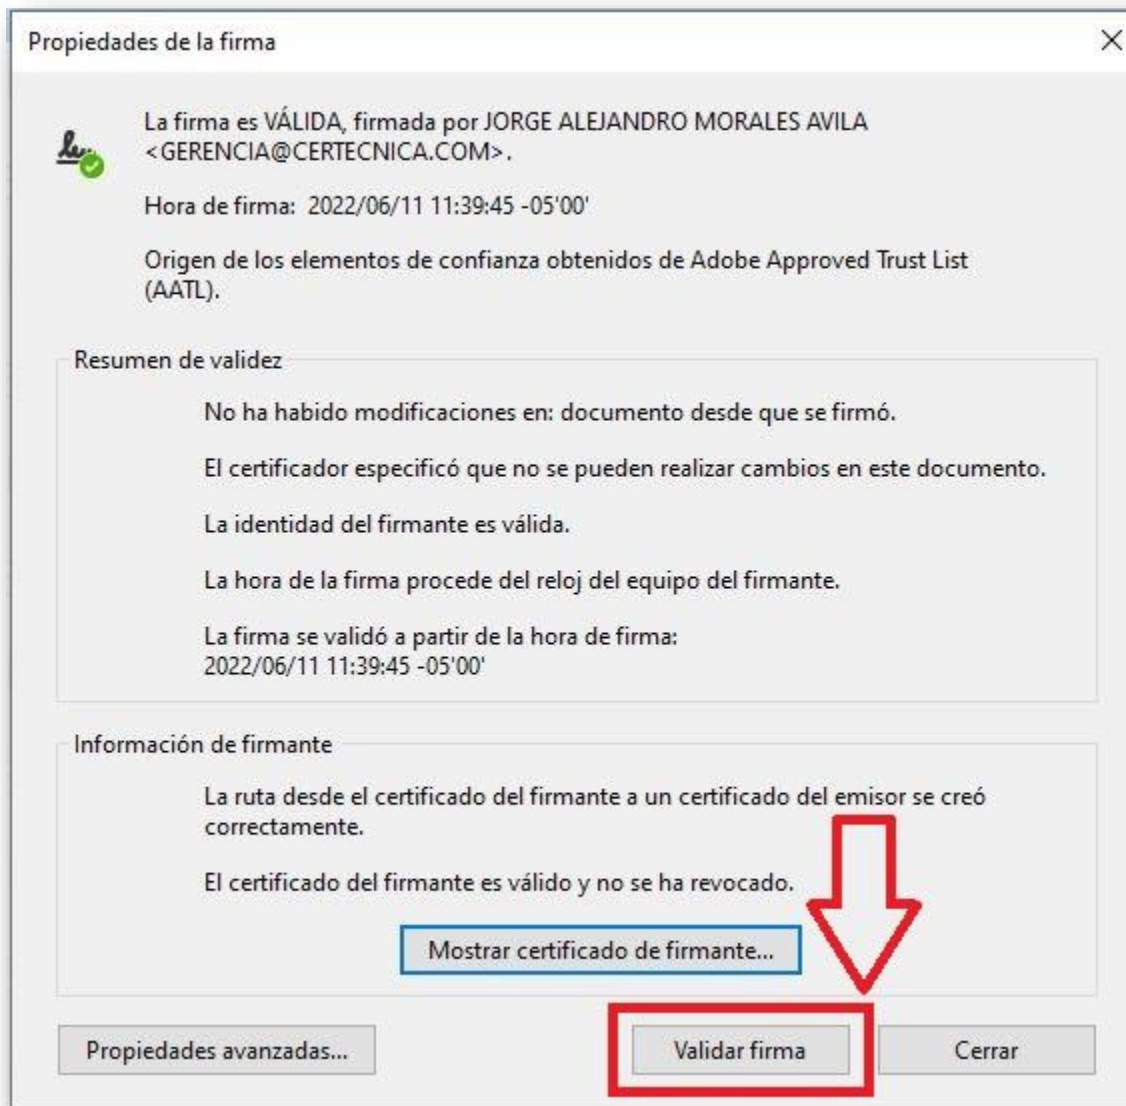 Propiedades de la firma
La firma es VÁLIDA, firmada por JORGE ALEJANDRO MORALES AVILA
<GERENCIA@CERTECNICA.COM>.
Hora de firma:  2022/06/11 11:39:45 -05'00'
Origen de los elementos de confianza obtenidos de Adobe Approved Trust List
(AATL).
Resumen de validez
No ha habido modificaciones en: documento desde que se firmó.
El certificador especificó que no se pueden realizar cambios en este documento.
La identidad del firmante es válida.
La hora de la firma procede del reloj del equipo del firmante.
La firma se validó a partir de la hora de firma:
2022/06/11 11:39:45 -05'00'
Información de firmante
La ruta desde el certificado del firmante a un certificado del emisor se creó
correctamente.
El certificado del firmante es válido y no se ha revocado.
Mostrar certificado de firmante...
Propiedades avanzadas...
Validar firma
Cerrar